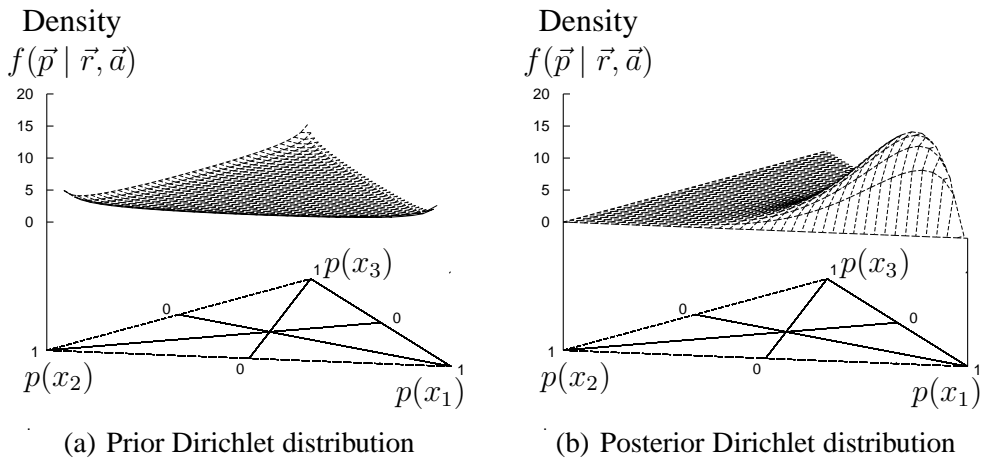 Density
f(p⃗ | r⃗, a⃗)
20
15
10
5
0
1 p(x₃)
0
0
1
0
1
p(x₂)
p(x₁)
(a) Prior Dirichlet distribution
Density
f(p⃗ | r⃗, a⃗)
20
15
10
5
0
1 p(x₃)
0
0
1
0
1
p(x₂)
p(x₁)
(b) Posterior Dirichlet distribution